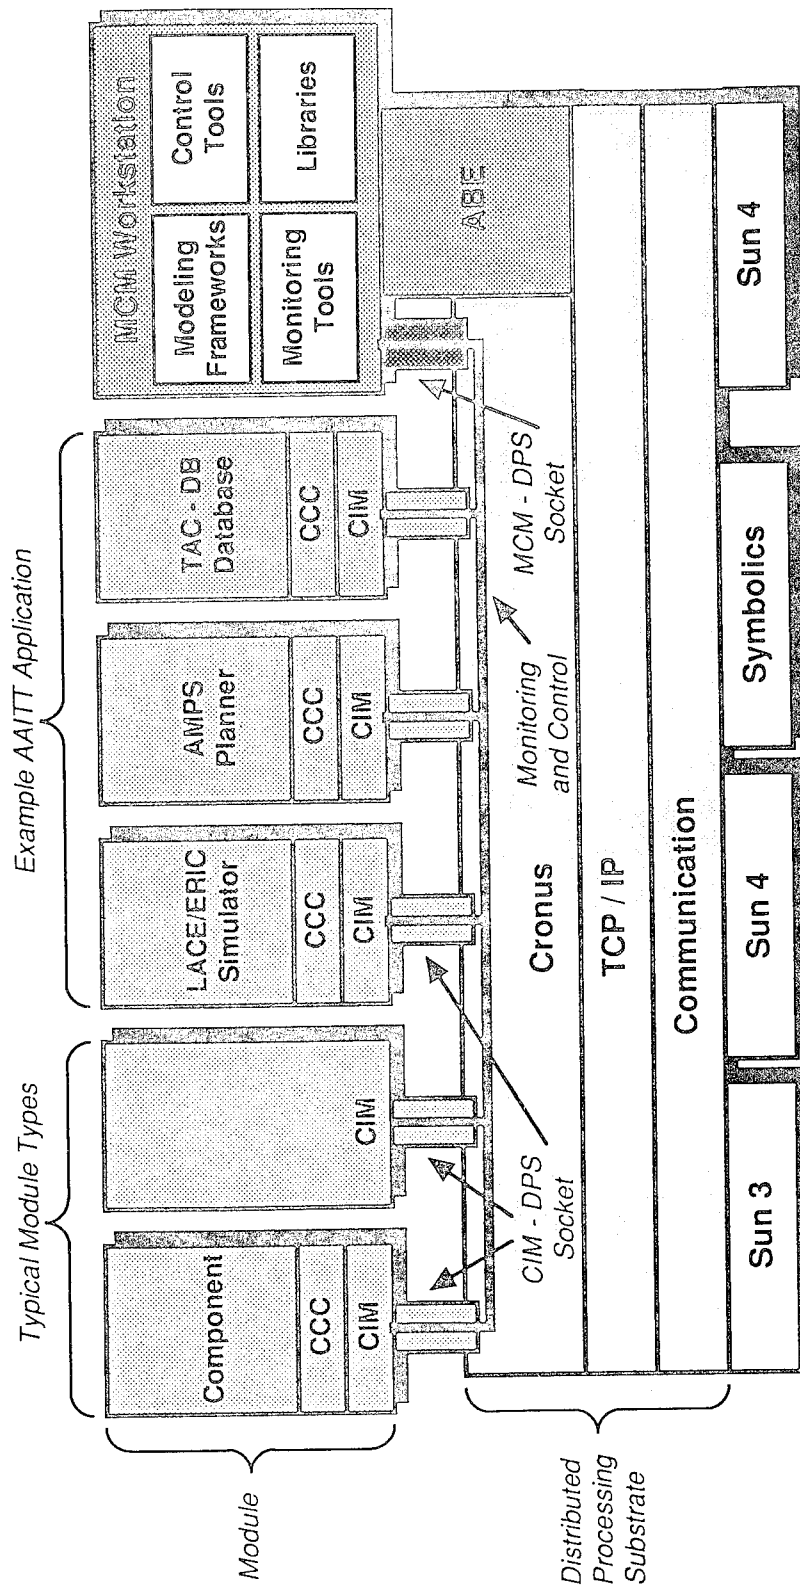 Typical Module Types
Example AAITT Application
Module
Component
CCC
CIM
CIM
LACE/ERIC
Simulator
CCC
CIM
AMPS
Planner
CCC
CIM
TAC - DB
Database
CCC
CIM
MCM Workstation
Modeling
Frameworks
Control
Tools
Monitoring
Tools
Libraries
CIM - DPS
Socket
Monitoring
and Control
MCM - DPS
Socket
ABE
Distributed
Processing
Substrate
Cronus
TCP / IP
Communication
Sun 3
Sun 4
Symbolics
Sun 4